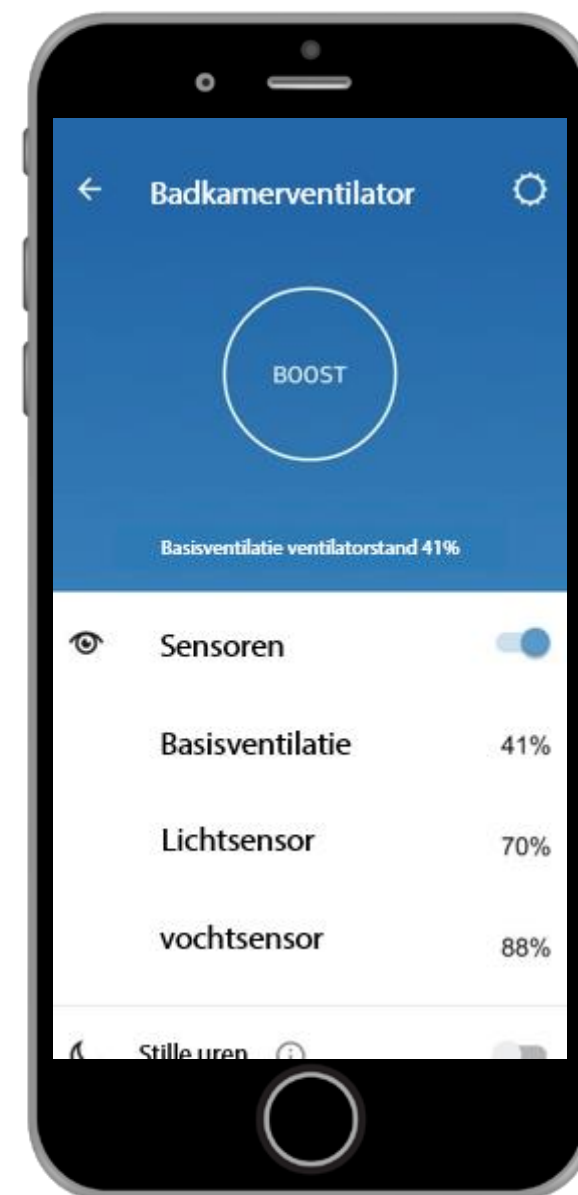 Badkamerventilator
BOOST
Basisventilatie ventilatorstand 41%
Sensoren
Basisventilatie 41%
Lichtsensor 70%
vochtsensor 88%
Stille uren